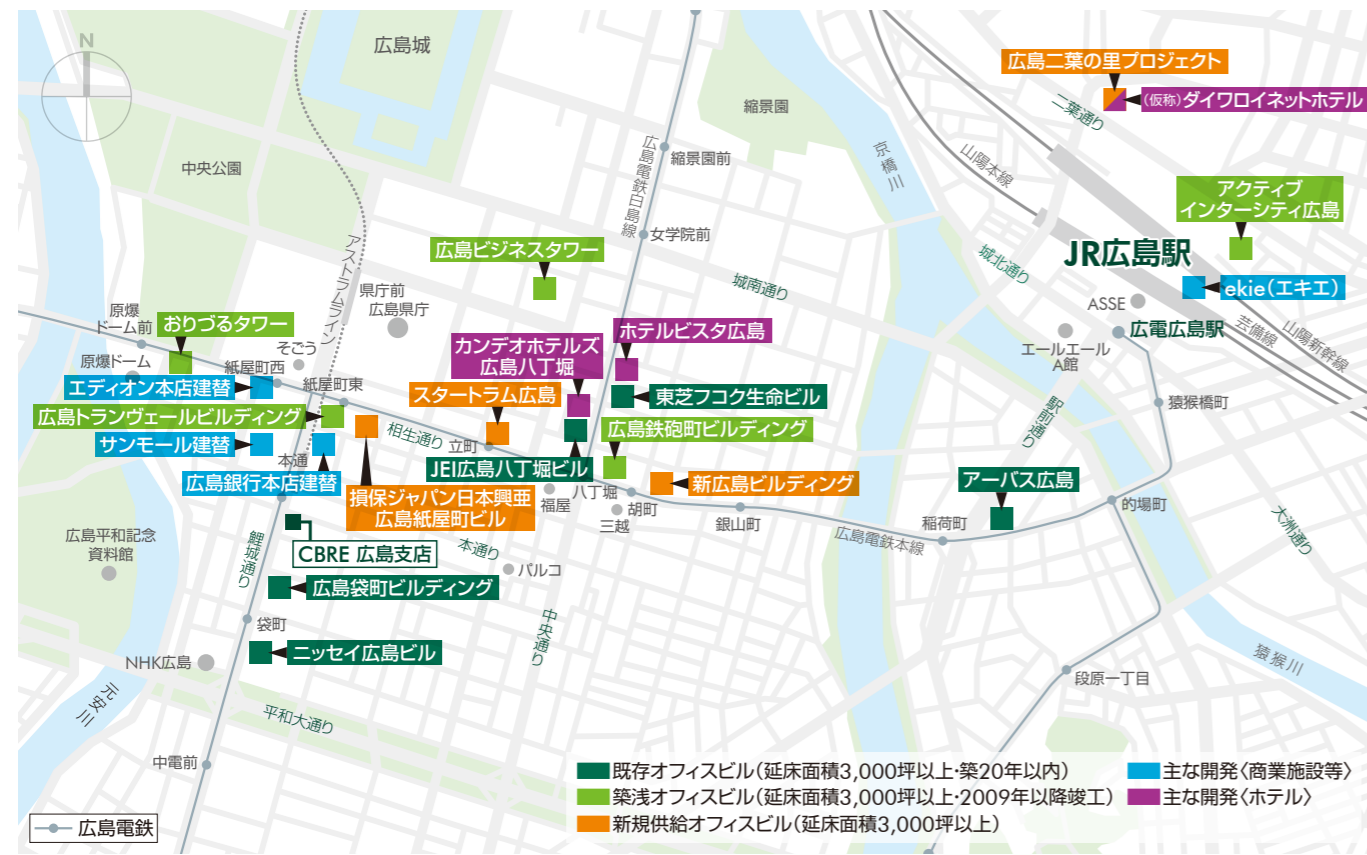 N
広島城
縮景園
広島二葉の里プロジェクト
(仮称)ダイワロイネットホテル
二葉通り
中央公園
広島電鉄白島線
縮景園前
京橋川
山陽本線
アクティブ
インターシティ広島
アストラムライン
女学院前
広島ビジネスタワー
城南通り
城北通り
JR広島駅
ekie(エキエ)
ASSE
県庁前
広島県庁
原爆
ドーム前
おりづるタワー
そごう
カンデオホテルズ
広島八丁堀
ホテルビスタ広島
広電広島駅
エールエール
A館
芸備線
山陽新幹線
原爆ドーム
紙屋町西
エディオン本店建替
紙屋町東
スタートラム広島
東芝フコク生命ビル
駅前通り
猿猴橋町
広島トランヴェールビルディング
相生通り
立町
広島鉄砲町ビルディング
サンモール建替
本通
JEI広島八丁堀ビル
広島銀行本店建替
損保ジャパン日本興亜
広島紙屋町ビル
福屋
八丁堀
胡町
三越
新広島ビルディング
銀山町
アーバス広島
稲荷町
的場町
大洲通り
広島電鉄本線
広島平和記念
資料館
鯉城通り
CBRE 広島支店
本通り
パルコ
広島袋町ビルディング
中央通り
袋町
ニッセイ広島ビル
NHK広島
元安川
平和大通り
段原一丁目
猿猴川
中電前
既存オフィスビル(延床面積3,000坪以上・築20年以内)
主な開発〈商業施設等〉
築浅オフィスビル(延床面積3,000坪以上・2009年以降竣工)
主な開発〈ホテル〉
新規供給オフィスビル(延床面積3,000坪以上)
広島電鉄